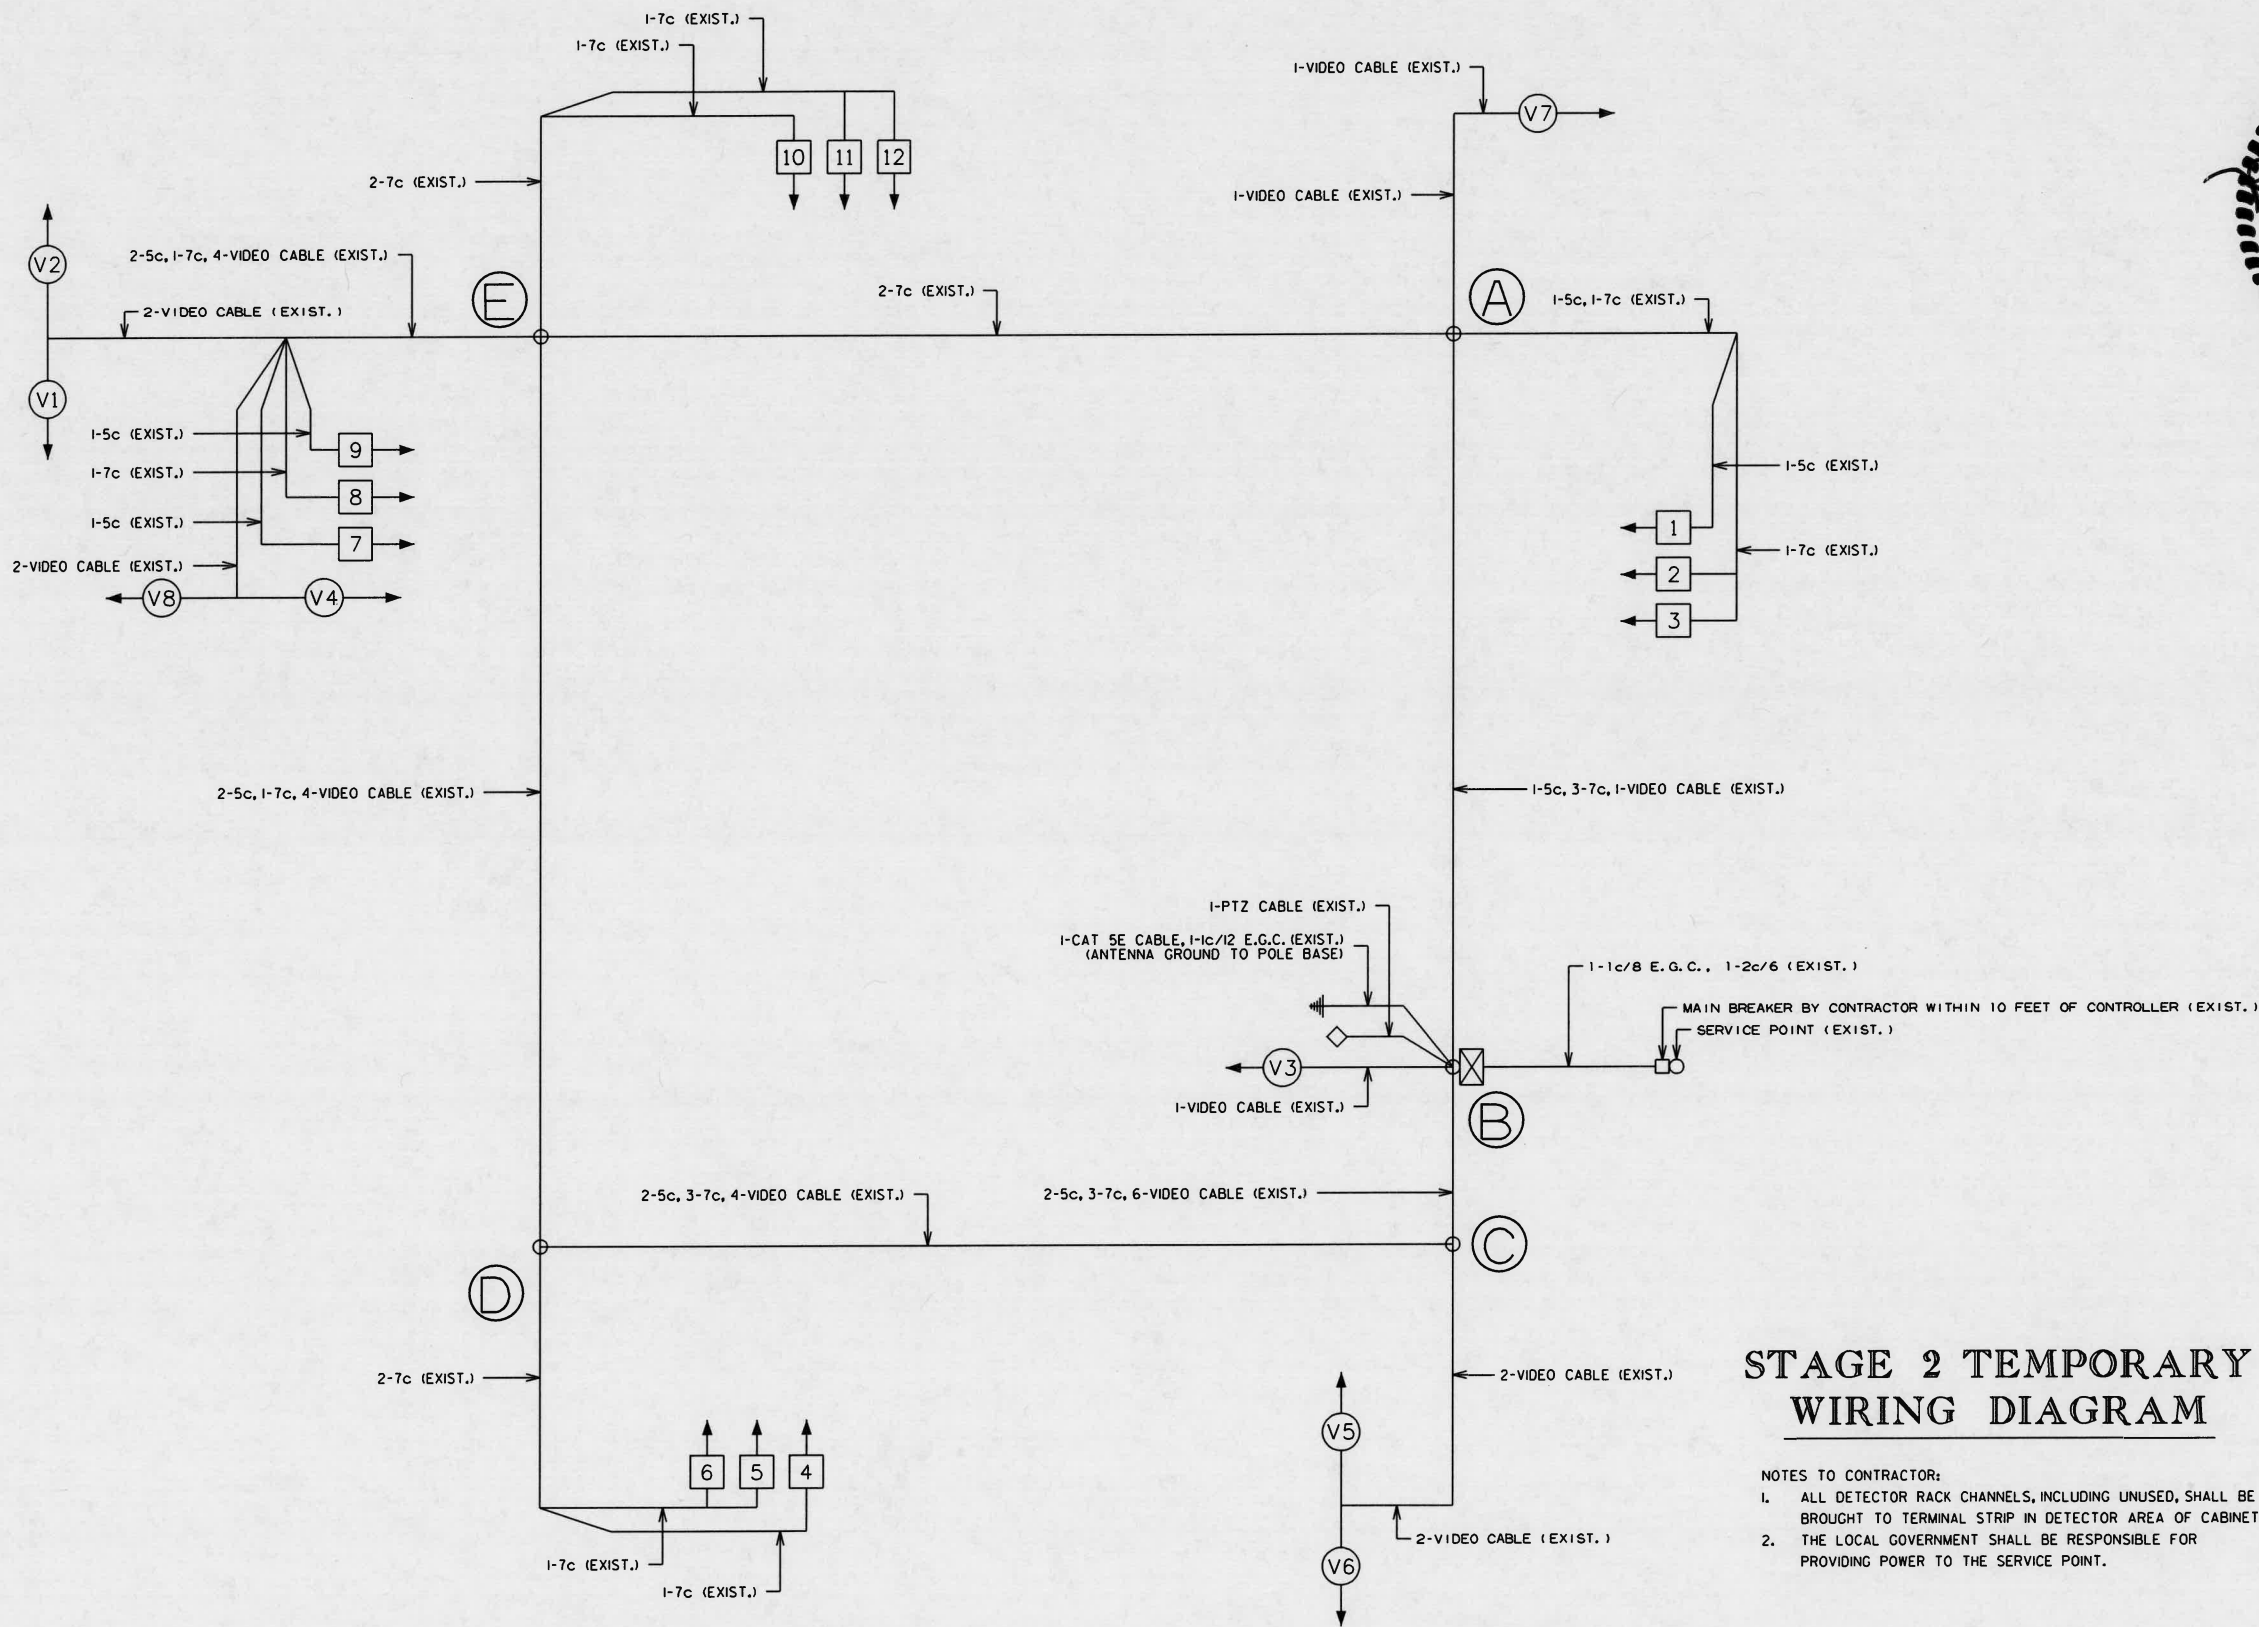 1-7c (EXIST.)
1-7c (EXIST.)
1-VIDEO CABLE (EXIST.)
V7
10
11
12
2-7c (EXIST.)
1-VIDEO CABLE (EXIST.)
V2
2-5c, 1-7c, 4-VIDEO CABLE (EXIST.)
E
2-7c (EXIST.)
A
1-5c, 1-7c (EXIST.)
2-VIDEO CABLE (EXIST.)
V1
1-5c (EXIST.)
9
1-7c (EXIST.)
8
1-5c (EXIST.)
7
2-VIDEO CABLE (EXIST.)
V8
V4
1-5c (EXIST.)
1
1-7c (EXIST.)
2
3
2-5c, 1-7c, 4-VIDEO CABLE (EXIST.)
1-5c, 3-7c, 1-VIDEO CABLE (EXIST.)
1-PTZ CABLE (EXIST.)
1-CAT 5E CABLE, 1-1c/12 E.G.C. (EXIST.)
(ANTENNA GROUND TO POLE BASE)
1-1c/8 E.G.C., 1-2c/6 (EXIST.)
MAIN BREAKER BY CONTRACTOR WITHIN 10 FEET OF CONTROLLER (EXIST.)
SERVICE POINT (EXIST.)
V3
1-VIDEO CABLE (EXIST.)
B
2-5c, 3-7c, 4-VIDEO CABLE (EXIST.)
2-5c, 3-7c, 6-VIDEO CABLE (EXIST.)
C
D
2-7c (EXIST.)
2-VIDEO CABLE (EXIST.)
V5
6
5
4
1-7c (EXIST.)
1-7c (EXIST.)
2-VIDEO CABLE (EXIST.)
V6
STAGE 2 TEMPORARY
WIRING DIAGRAM
NOTES TO CONTRACTOR:
1. ALL DETECTOR RACK CHANNELS, INCLUDING UNUSED, SHALL BE
BROUGHT TO TERMINAL STRIP IN DETECTOR AREA OF CABINET
2. THE LOCAL GOVERNMENT SHALL BE RESPONSIBLE FOR
PROVIDING POWER TO THE SERVICE POINT.